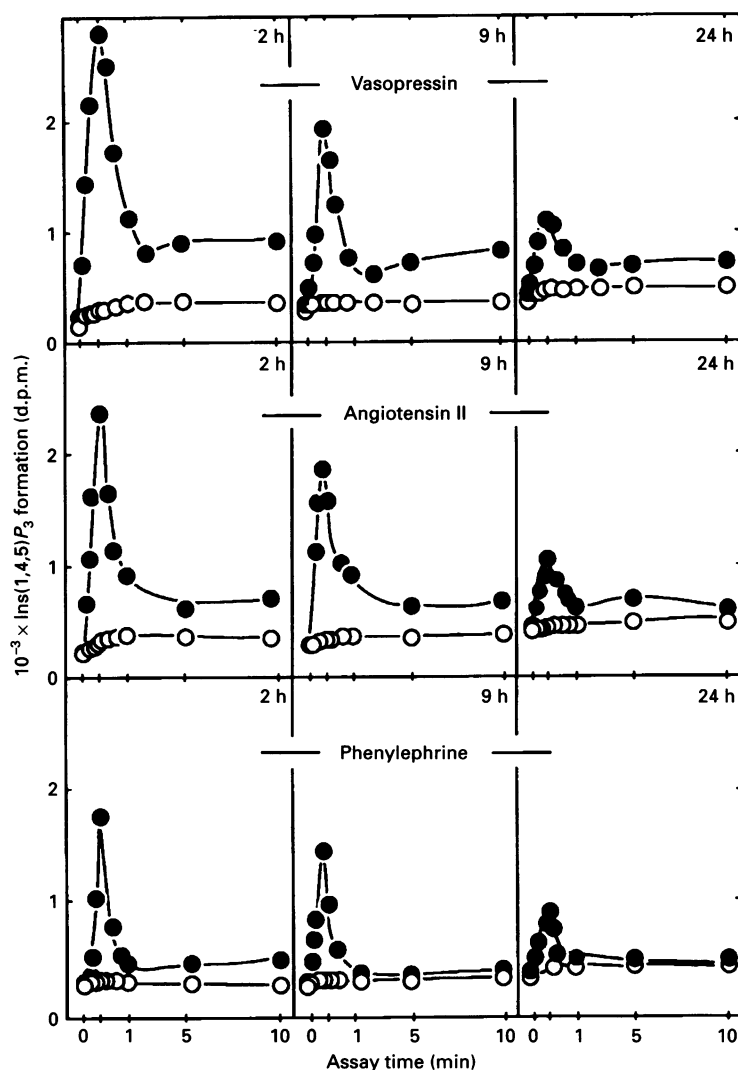 2 h 9 h 24 h
Vasopressin
2
1
0
2 h 9 h 24 h
Angiotensin II
2
1
0
2 h 9 h 24 h
Phenylephrine
2
1
0
10⁻³ × Ins(1,4,5)P₃ formation (d.p.m.)
0 1 5 10 0 1 5 10 0 1 5 10
Assay time (min)